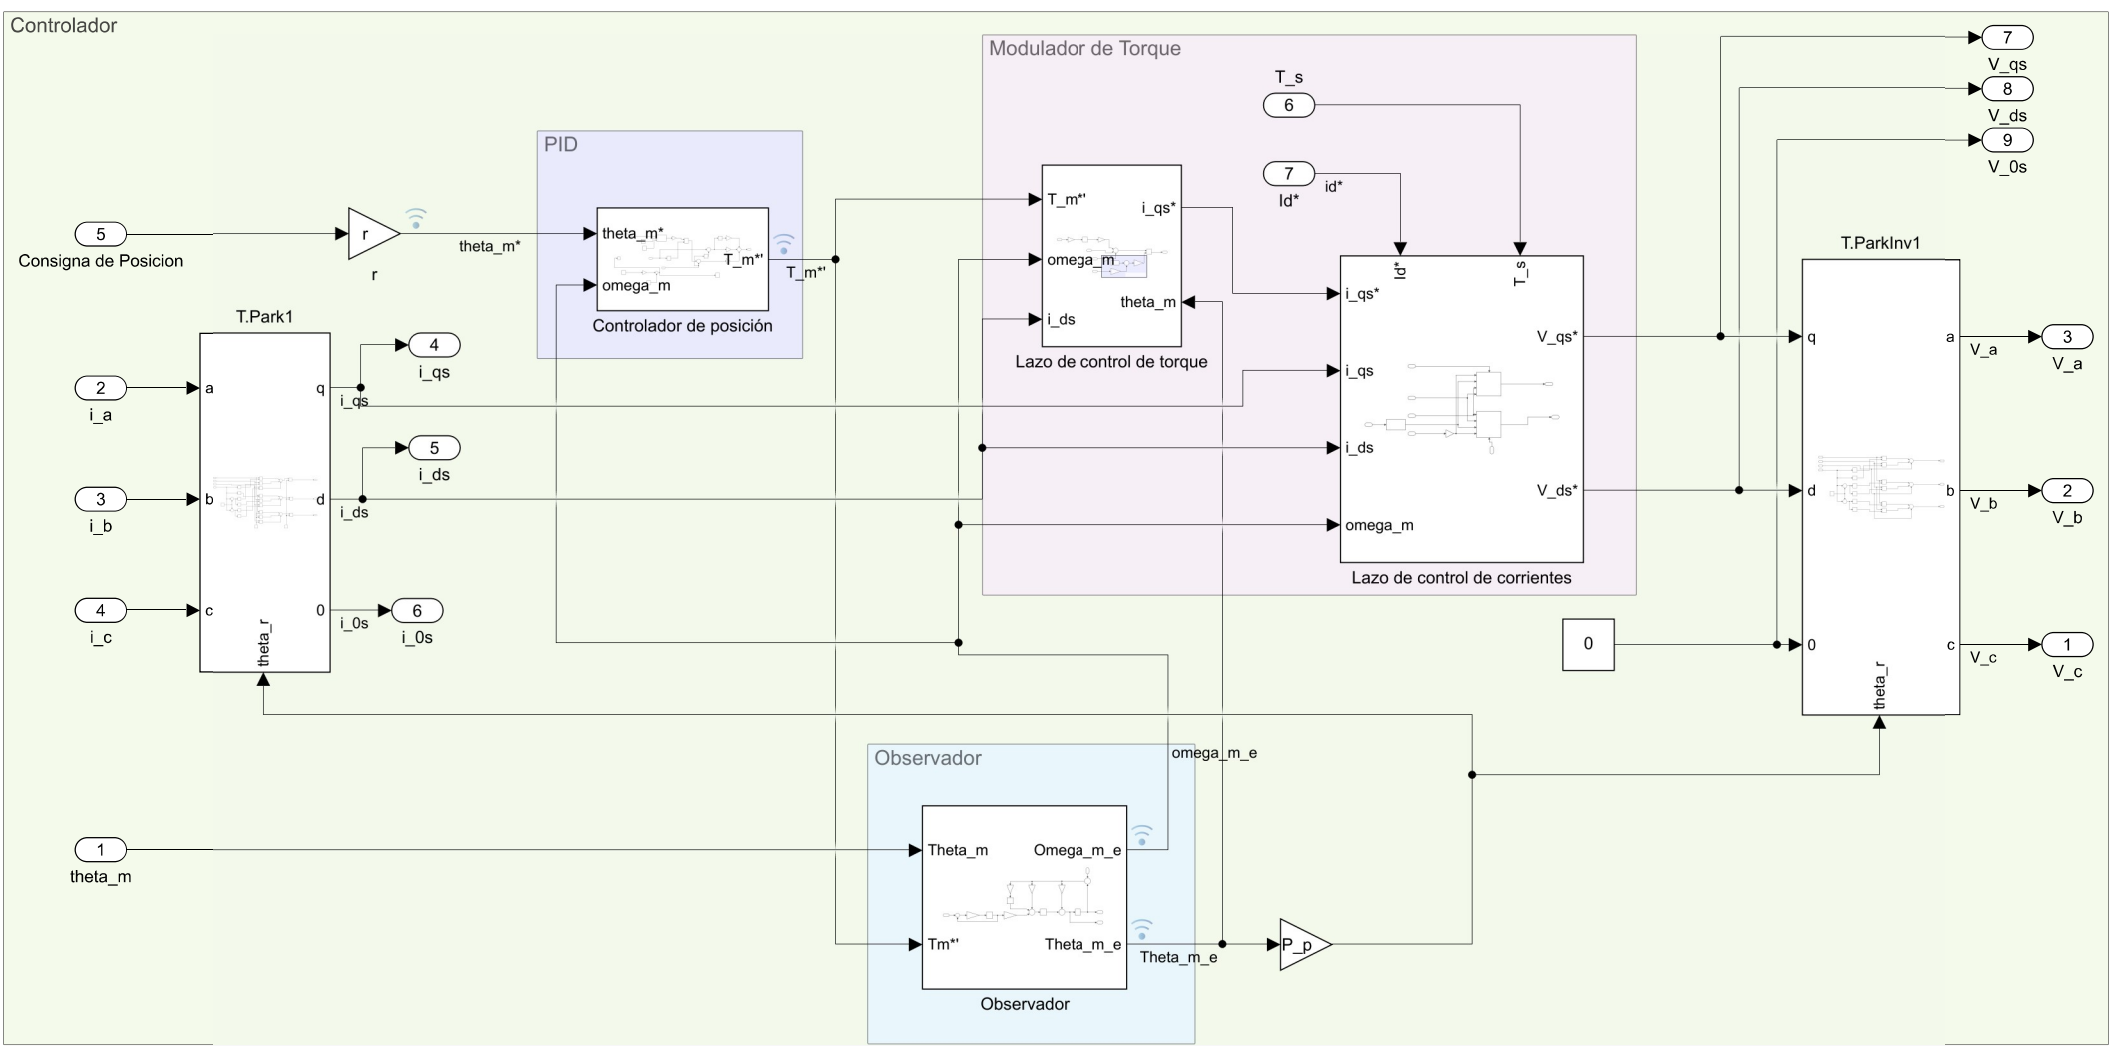 Controlador
Modulador de Torque
7
V_qs
8
V_ds
9
V_0s
T_s
6
7
Id*
id*
PID
5
Consigna de Posicion
r
r
theta_m*
theta_m*
omega_m
T_m*'
T_m*'
Controlador de posición
T_m*'
omega_m
i_ds
i_qs*
theta_m
Lazo de control de torque
Id*
T_s
i_qs*
i_qs
i_ds
omega_m
V_qs*
V_ds*
Lazo de control de corrientes
T.ParkInv1
q
d
0
theta_r
a
b
c
V_a
3
V_a
V_b
2
V_b
V_c
1
V_c
0
T.Park1
2
i_a
3
i_b
4
i_c
a
b
c
q
d
0
theta_r
i_qs
4
i_qs
i_ds
5
i_ds
i_0s
6
i_0s
Observador
omega_m_e
1
theta_m
Theta_m
Tm*'
Omega_m_e
Theta_m_e
Theta_m_e
P_p
Observador